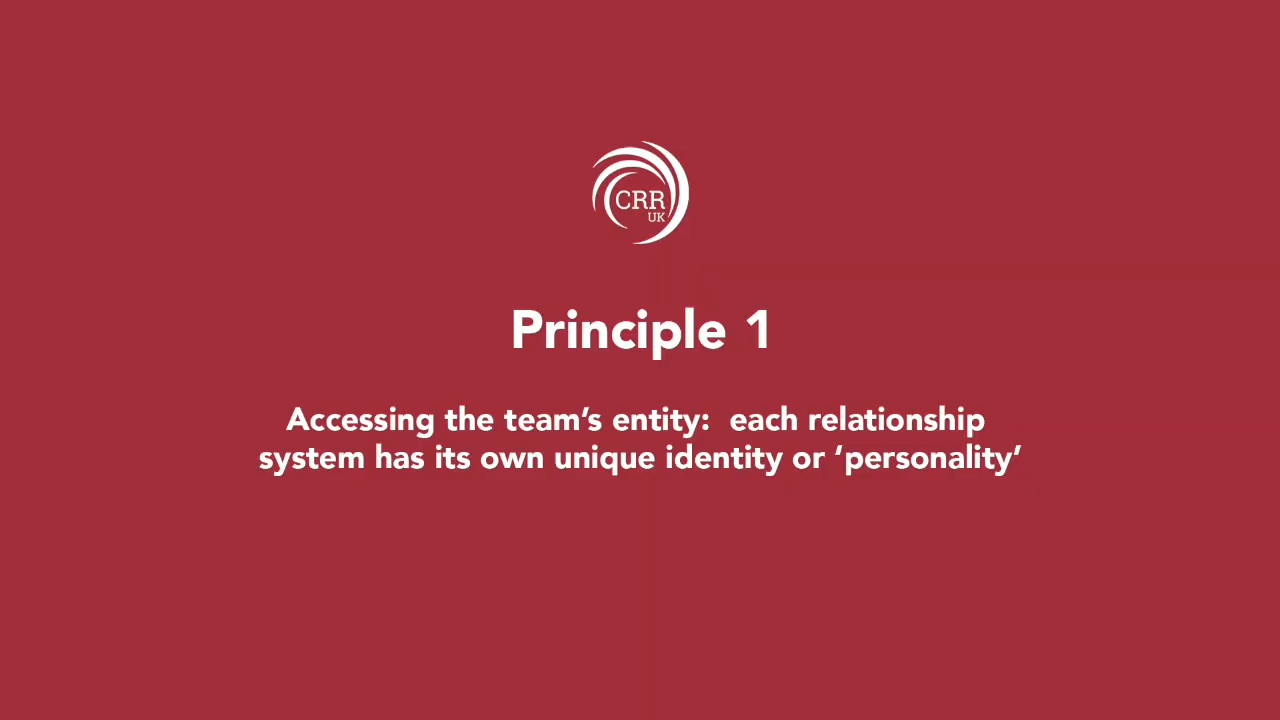 CRR
UK
Principle 1
Accessing the team’s entity:  each relationship
system has its own unique identity or ‘personality’